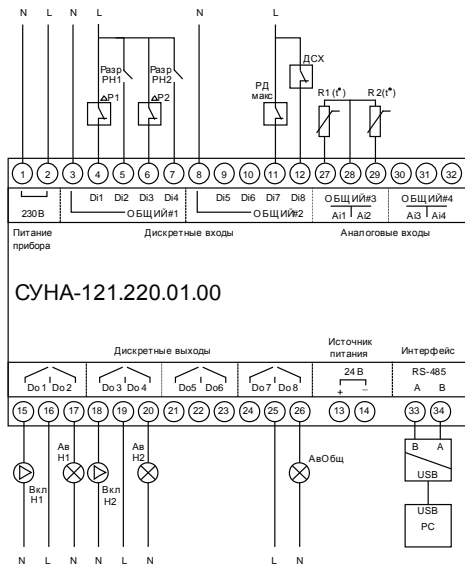 N L N L N L
Разр РН1
Разр РН2
ΔP1
ΔP2
РД макс
ДСХ
R1(t°) R2(t°)
1 2 3 4 5 6 7 8 9 10 11 12 27 28 29 30 31 32
Di1 Di2 Di3 Di4 Di5 Di6 Di7 Di8
230В ОБЩИЙ#1 ОБЩИЙ#2 ОБЩИЙ#3 ОБЩИЙ#4
Ai1 Ai2 Ai3 Ai4
Питание прибора
Дискретные входы
Аналоговые входы
СУНА-121.220.01.00
Дискретные выходы
Источник питания
Интерфейс
Do1 Do2 Do3 Do4 Do5 Do6 Do7 Do8
24В
+ −
RS-485
A B
15 16 17 18 19 20 21 22 23 24 25 26 13 14 33 34
Вкл Н1
Ав Н1
Вкл Н2
Ав Н2
АвОбщ
B A
USB
USB
PC
N L N N L N L N